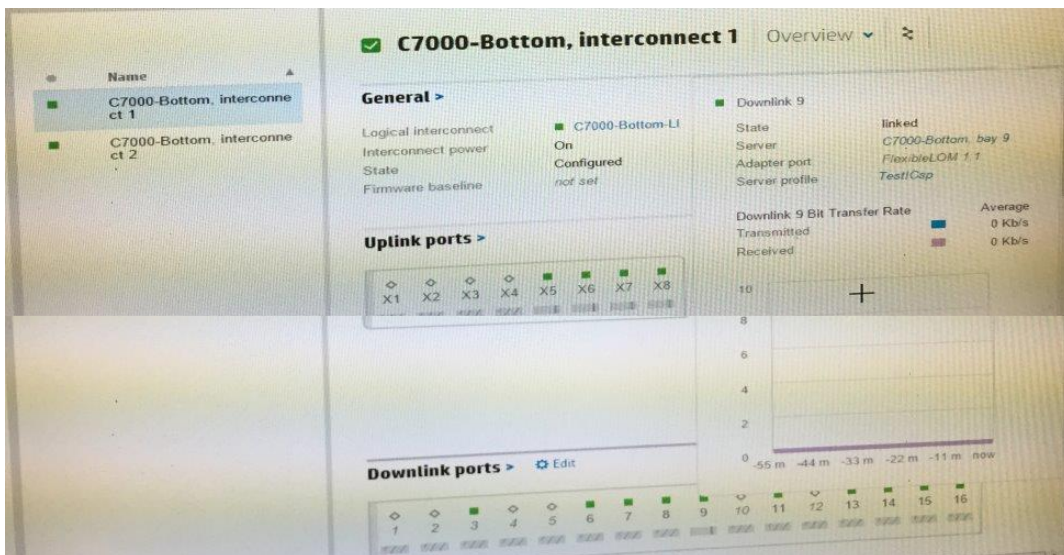 C7000-Bottom, interconnect 1 Overview
Name
C7000-Bottom, interconne
ct 1
C7000-Bottom, interconne
ct 2
General >
Logical interconnect C7000-Bottom-LI
Interconnect power On
State Configured
Firmware baseline not set
Uplink ports >
X1 X2 X3 X4 X5 X6 X7 X8
Downlink 9
State linked
Server C7000-Bottom, bay 9
Adapter port FlexibleLOM 1:1
Server profile
Downlink 9 Bit Transfer Rate Average
Transmitted 0 Kb/s
Received 0 Kb/s
10
8
6
4
2
0
-55 m -44 m -33 m -22 m -11 m now
Downlink ports > Edit
1 2 3 4 5 6 7 8 9 10 11 12 13 14 15 16